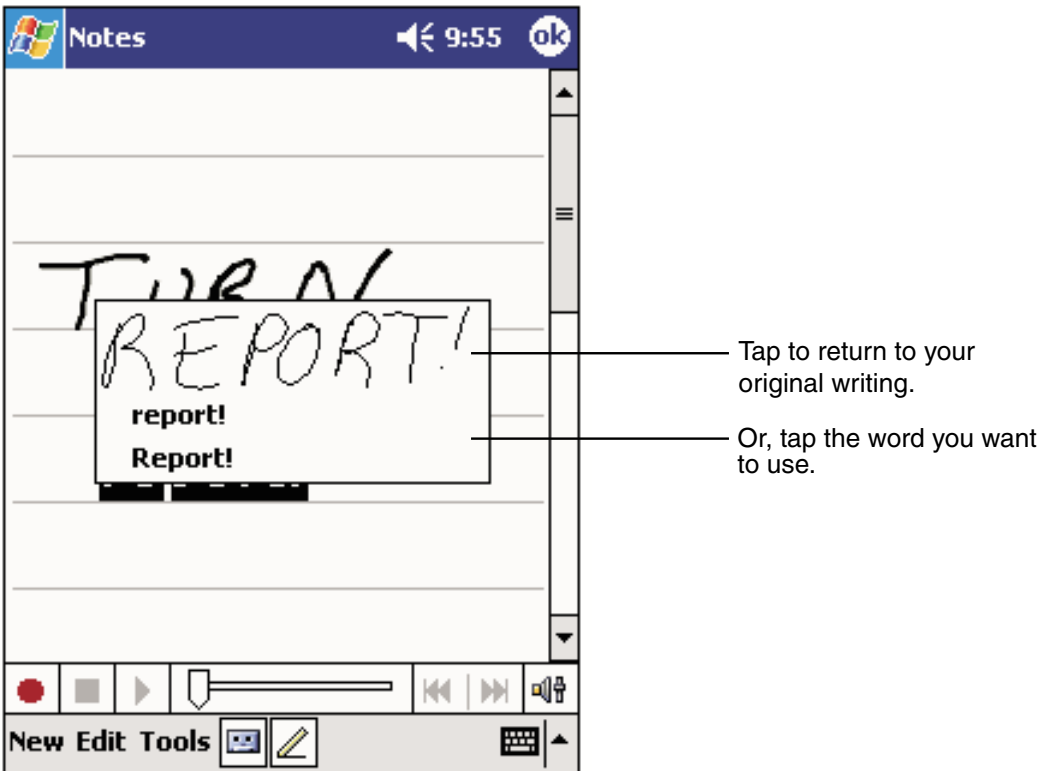 Notes 9:55 ok
TURN
REPORT!
Tap to return to your
original writing.
report!
Report!
Or, tap the word you want
to use.
New Edit Tools